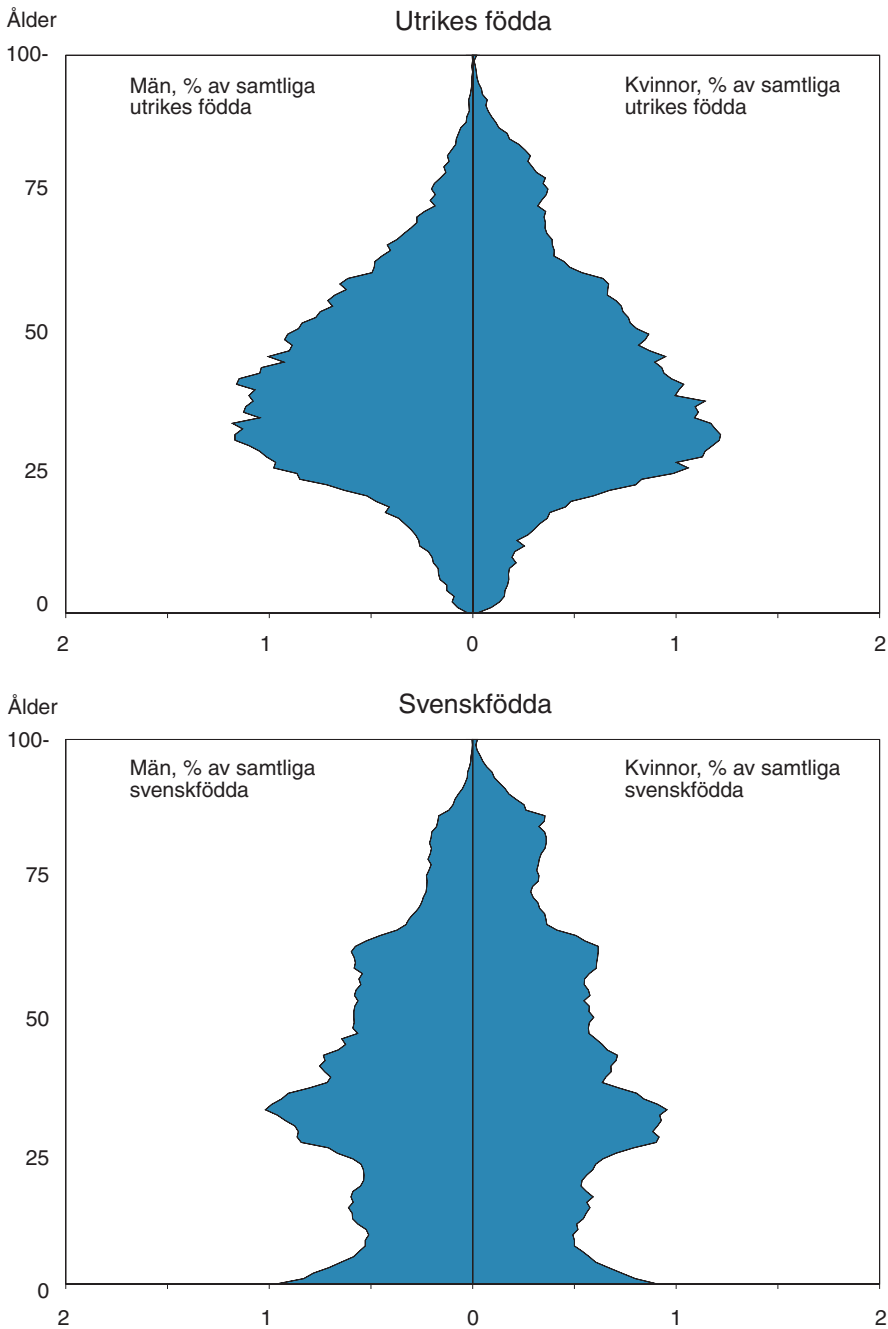 Ålder
Utrikes födda
100-
Män, % av samtliga
utrikes födda
Kvinnor, % av samtliga
utrikes födda
75
50
25
0
2 1 0 1 2
Ålder
Svenskfödda
100-
Män, % av samtliga
svenskfödda
Kvinnor, % av samtliga
svenskfödda
75
50
25
0
2 1 0 1 2